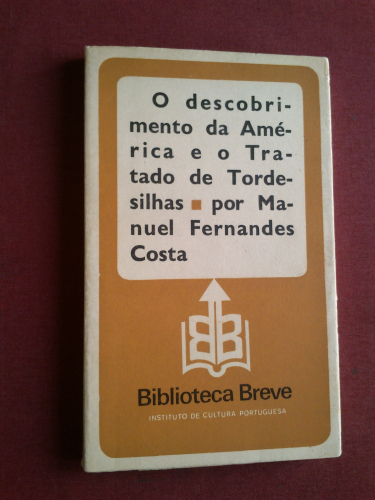 O descobri-
mento da Amé-
rica e o Tra-
tado de Torde-
silhas ■ por Ma-
nuel Fernandes
Costa
BB
Biblioteca Breve
INSTITUTO DE CULTURA PORTUGUESA